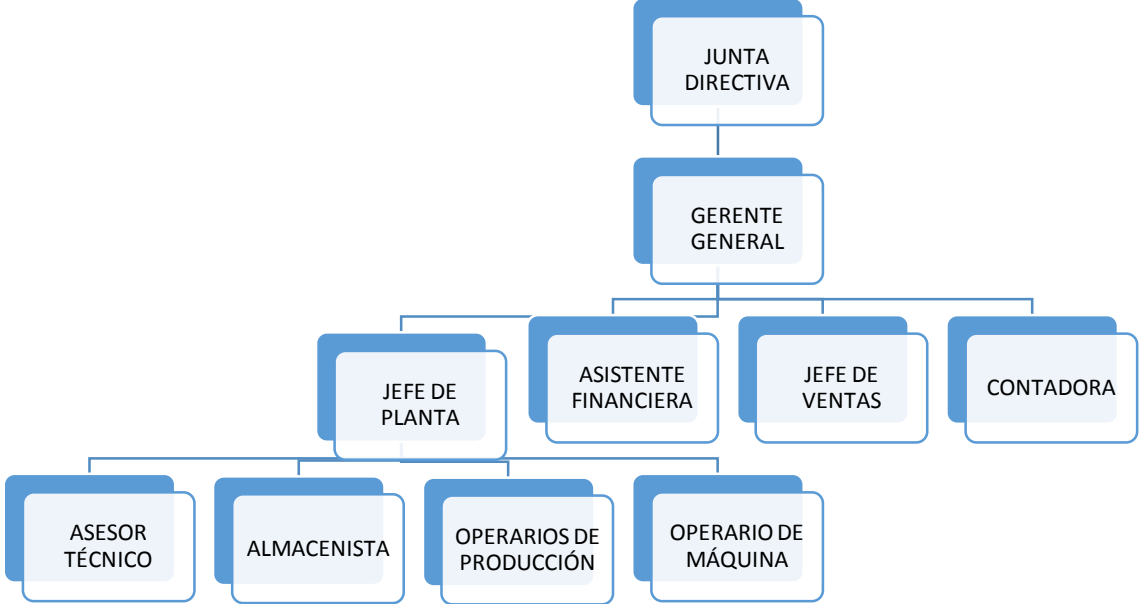 JUNTA
DIRECTIVA
GERENTE
GENERAL
JEFE DE
PLANTA
ASISTENTE
FINANCIERA
JEFE DE
VENTAS
CONTADORA
ASESOR
TÉCNICO
ALMACENISTA
OPERARIOS DE
PRODUCCIÓN
OPERARIO DE
MÁQUINA